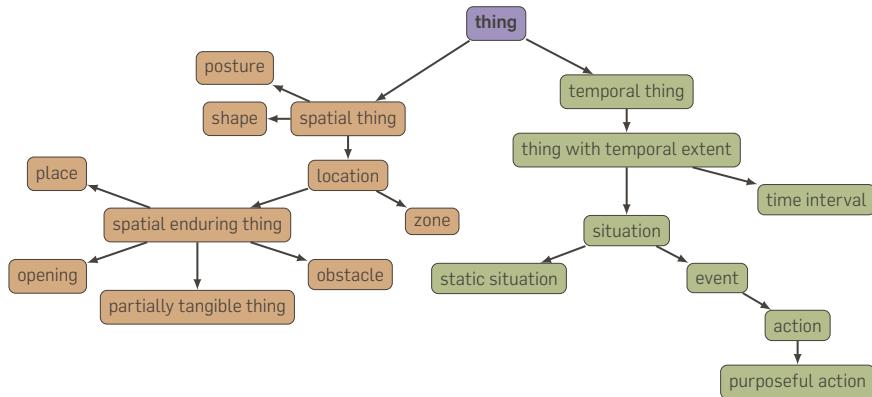 thing
posture
temporal thing
shape
spatial thing
thing with temporal extent
place
location
time interval
spatial enduring thing
zone
situation
opening
obstacle
static situation
event
partially tangible thing
action
purposeful action